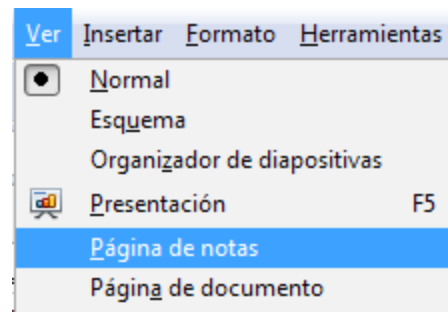 Ver Insertar Formato Herramientas
Normal
Esquema
Organizador de diapositivas
Presentación F5
Página de notas
Página de documento